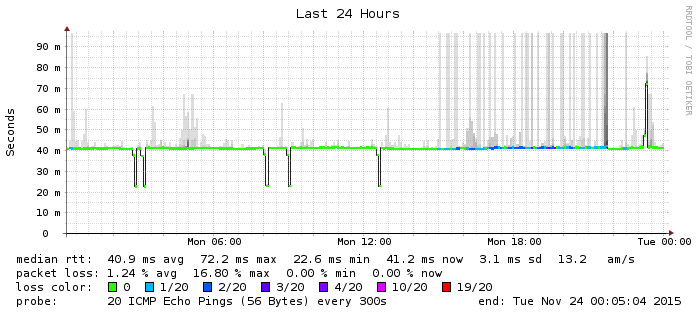 Last 24 Hours
RRDTOOL / TOBI OETIKER
Seconds
90 m
80 m
70 m
60 m
50 m
40 m
30 m
20 m
10 m
0
Mon 06:00 Mon 12:00 Mon 18:00 Tue 00:00
median rtt: 40.9 ms avg 72.2 ms max 22.6 ms min 41.2 ms now 3.1 ms sd 13.2 am/s
packet loss: 1.24 % avg 16.80 % max 0.00 % min 0.00 % now
loss color: 0 1/20 2/20 3/20 4/20 10/20 19/20
probe: 20 ICMP Echo Pings (56 Bytes) every 300s end: Tue Nov 24 00:05:04 2015